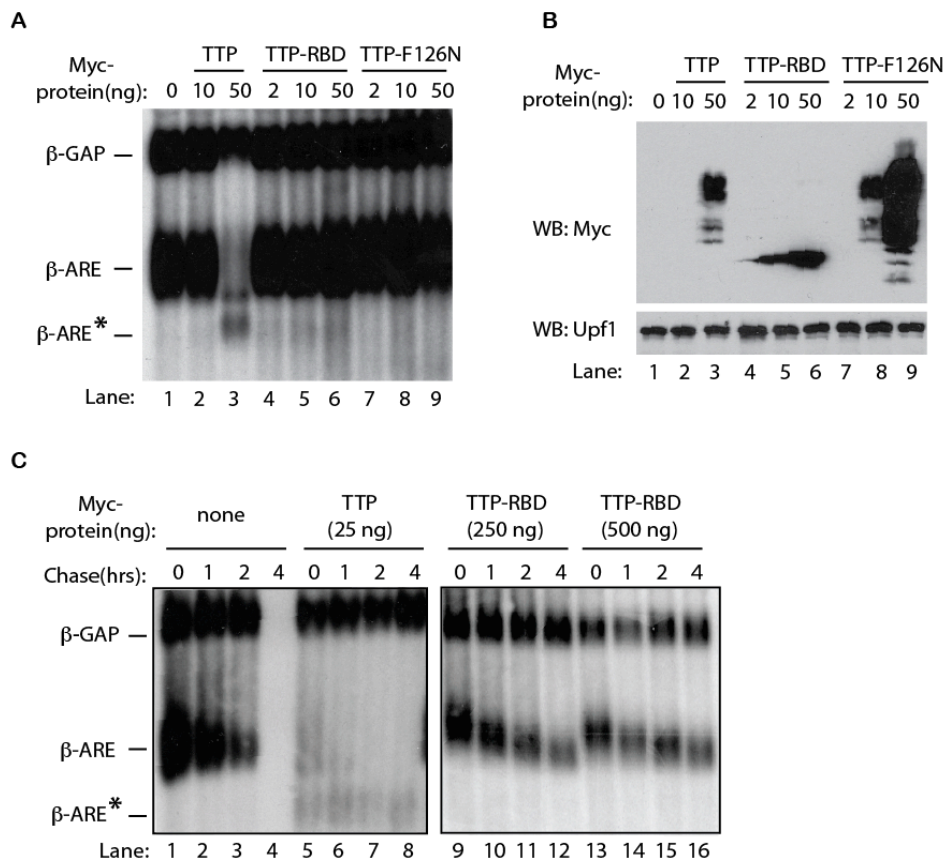 A
TTP TTP-RBD TTP-F126N
Myc-
protein(ng): 0 10 50 2 10 50 2 10 50
β-GAP
β-ARE
β-ARE*
Lane: 1 2 3 4 5 6 7 8 9
B
TTP TTP-RBD TTP-F126N
Myc-
protein(ng): 0 10 50 2 10 50 2 10 50
WB: Myc
WB: Upf1
Lane: 1 2 3 4 5 6 7 8 9
C
Myc-
protein(ng): none TTP (25 ng) TTP-RBD (250 ng) TTP-RBD (500 ng)
Chase(hrs): 0 1 2 4 0 1 2 4 0 1 2 4 0 1 2 4
β-GAP
β-ARE
β-ARE*
Lane: 1 2 3 4 5 6 7 8 9 10 11 12 13 14 15 16